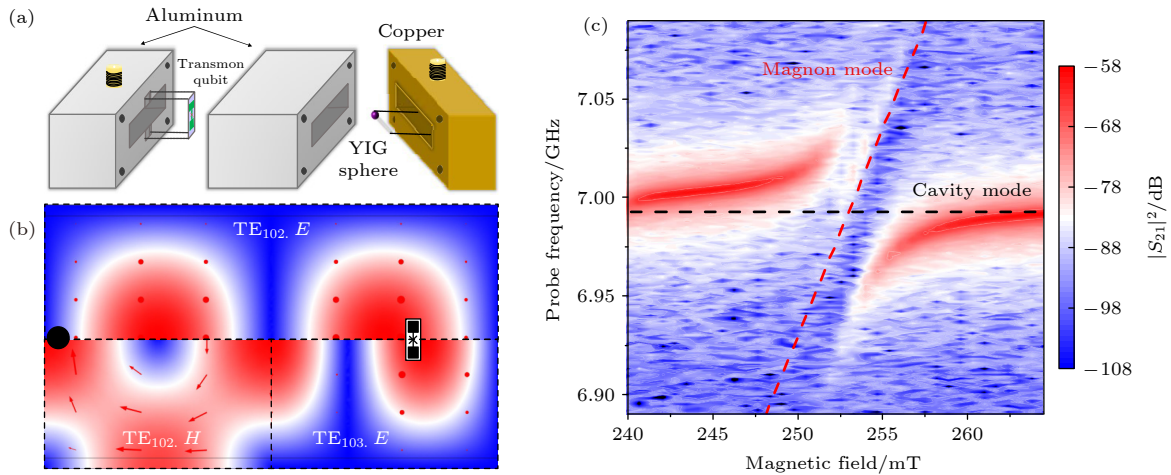 (a)
Aluminum
Copper
Transmon
qubit
YIG
sphere
(b)
TE102. E
TE102. H
TE103. E
(c)
Magnon mode
Cavity mode
Probe frequency/GHz
7.05
7.00
6.95
6.90
240
245
250
255
260
Magnetic field/mT
-58
-68
-78
-88
-98
-108
|S21|²/dB